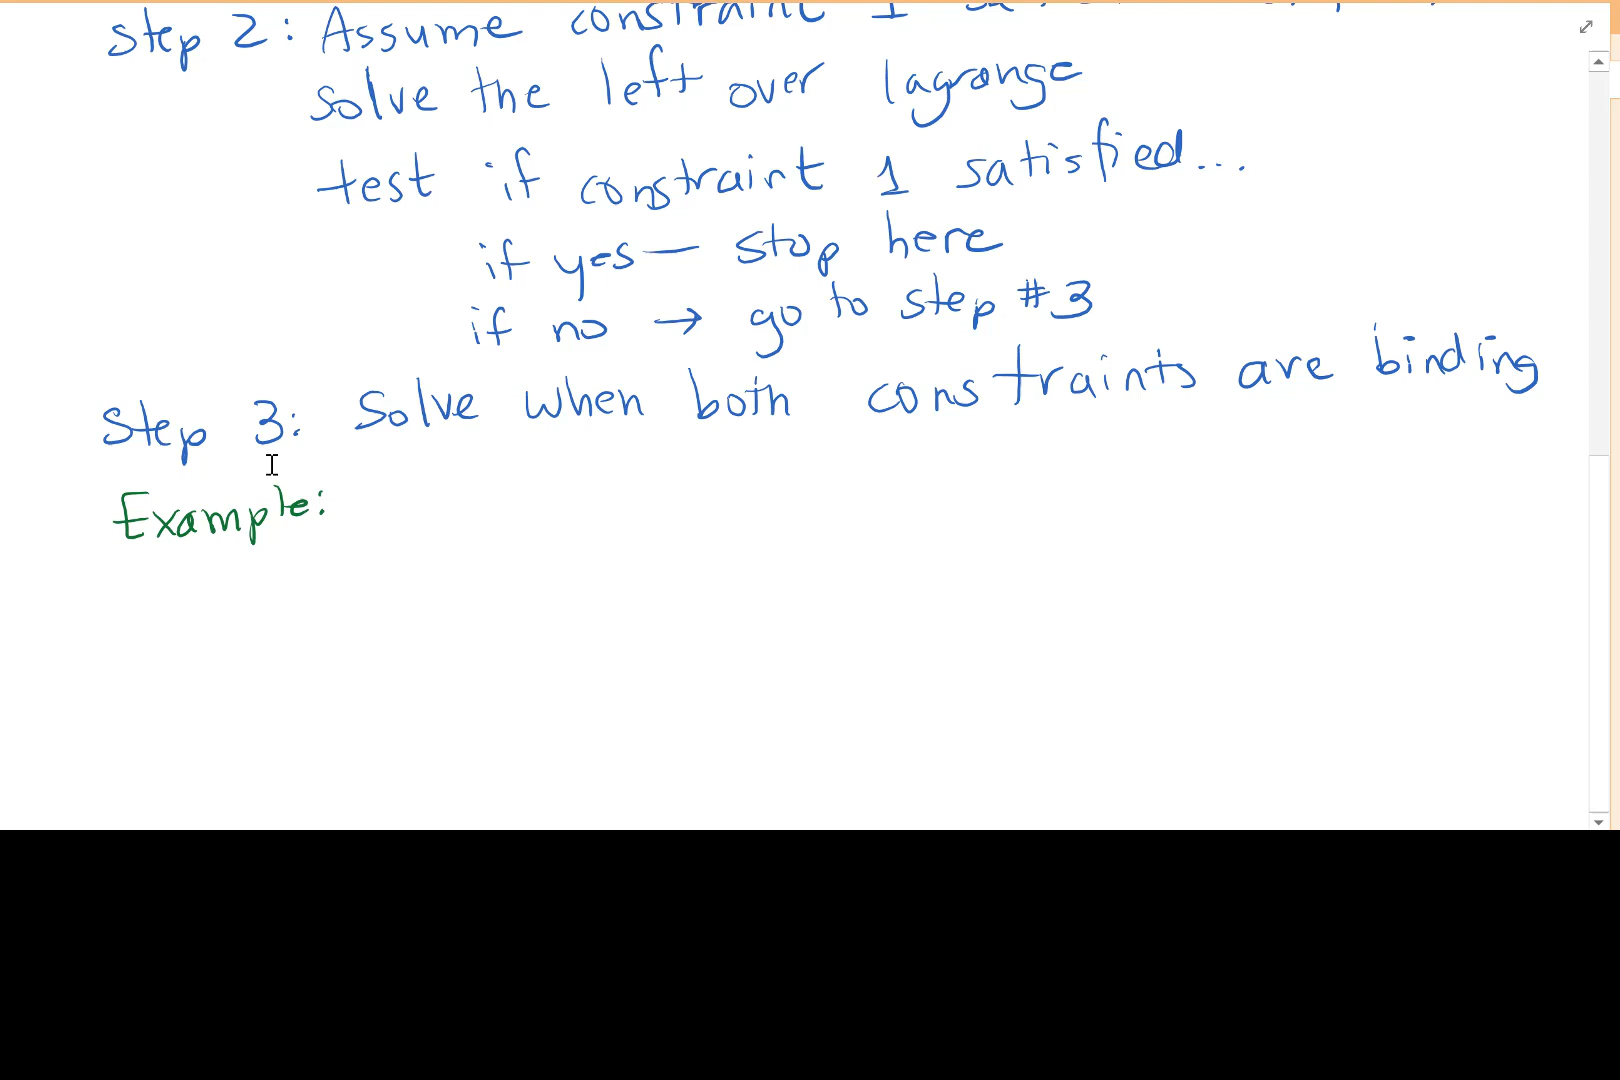 Step 2: Assume constraint 1
solve the left over lagrange
test if constraint 1 satisfied...
if yes — stop here
if no → go to step #3
Step 3: Solve when both constraints are binding
Example: